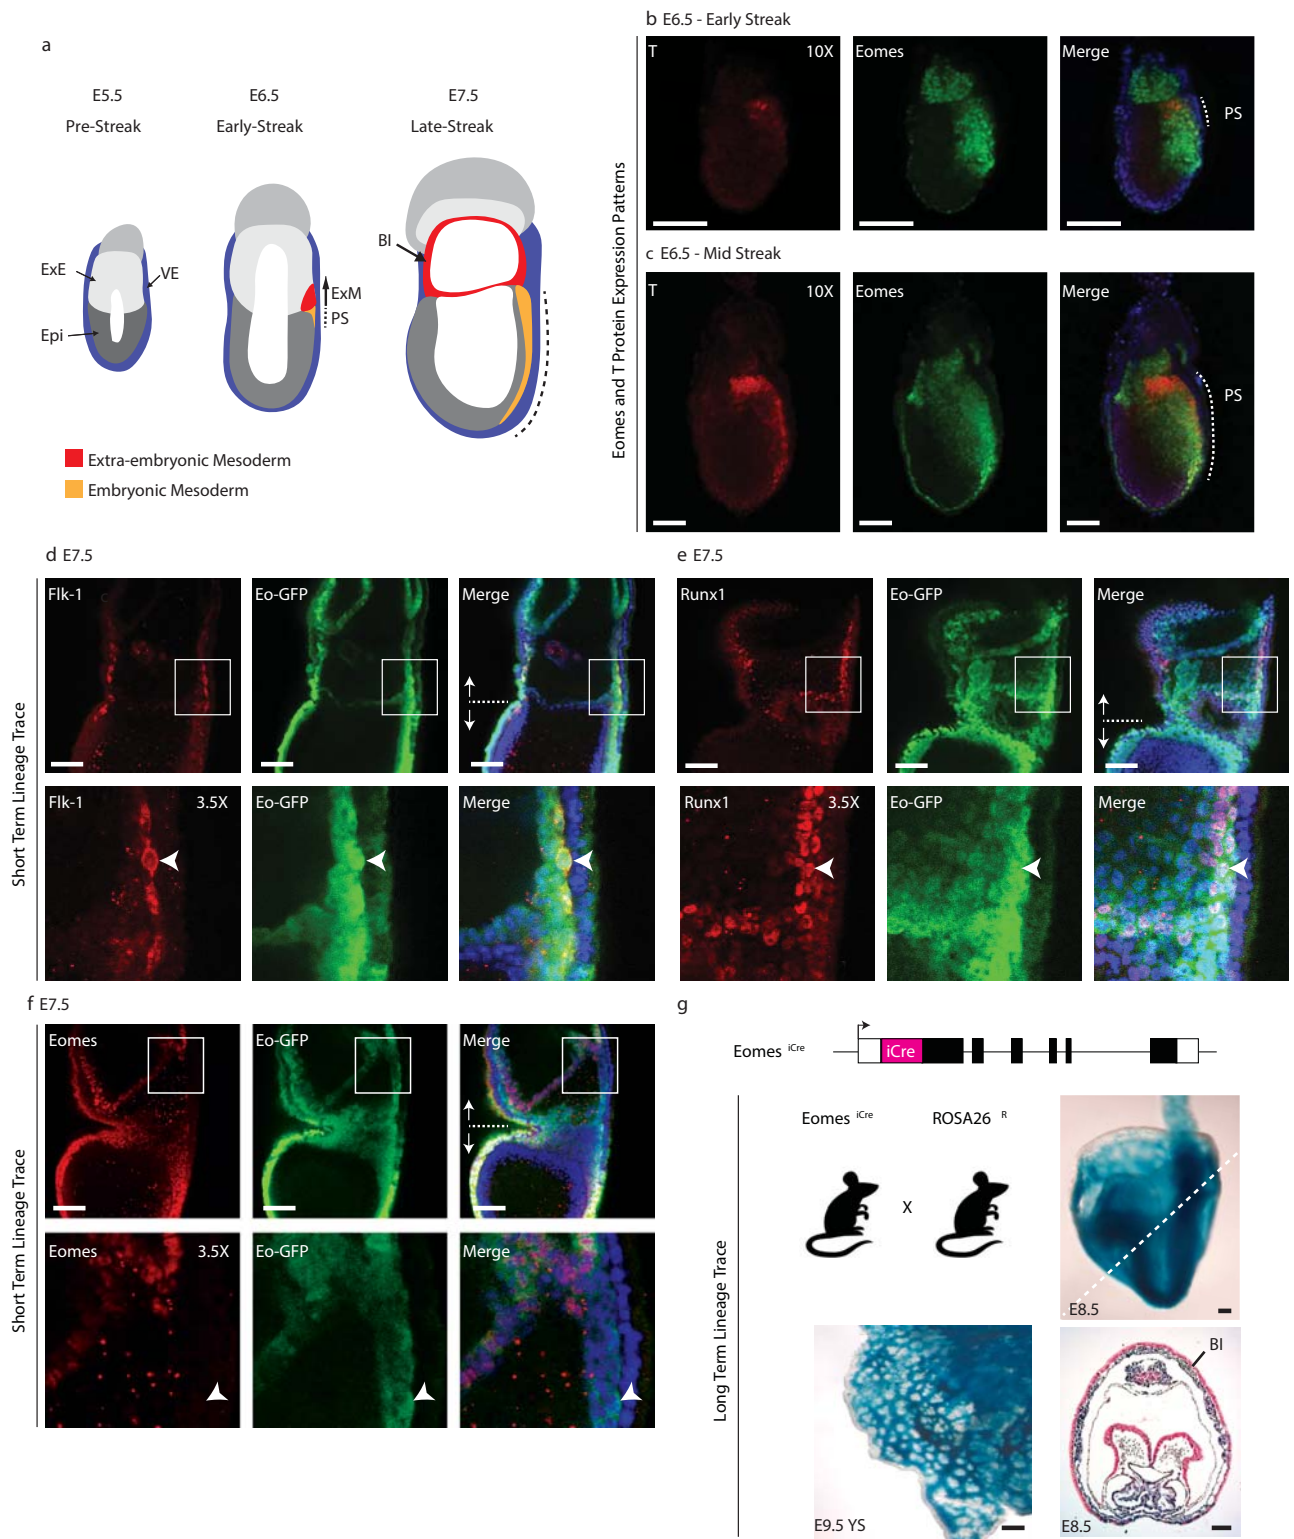 a
E5.5
Pre-Streak
E6.5
Early-Streak
E7.5
Late-Streak
ExE
VE
Epi
ExM
PS
BI
Extra-embryonic Mesoderm
Embryonic Mesoderm
Eomes and T Protein Expression Patterns
b E6.5 - Early Streak
T 10X
Eomes
Merge
PS
c E6.5 - Mid Streak
T 10X
Eomes
Merge
PS
Short Term Lineage Trace
d E7.5
Flk-1
Eo-GFP
Merge
Flk-1 3.5X
Eo-GFP
Merge
e E7.5
Runx1
Eo-GFP
Merge
Runx1 3.5X
Eo-GFP
Merge
Short Term Lineage Trace
f E7.5
Eomes
Eo-GFP
Merge
Eomes 3.5X
Eo-GFP
Merge
g
Eomes iCre
iCre
Long Term Lineage Trace
Eomes iCre
ROSA26 R
X
E8.5
E9.5 YS
BI
E8.5